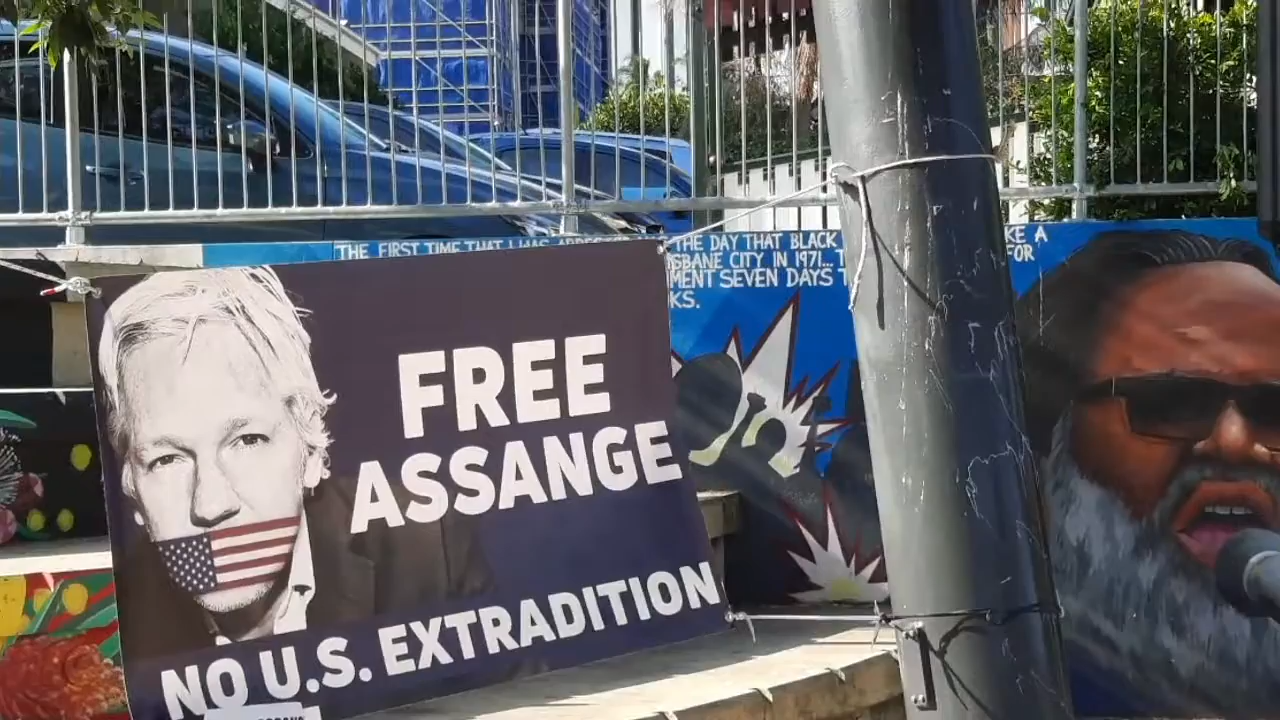 THE FIRST TIME THAT I WAS ARRESTED
THE DAY THAT BLACK
KE A
SBANE CITY IN 1971...
FOR
MENT SEVEN DAYS
KS.
FREE
ASSANGE
NO U.S. EXTRADITION